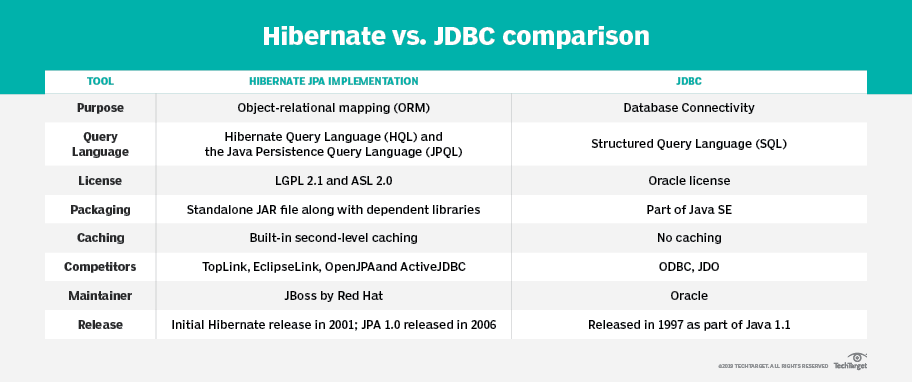 Hibernate vs. JDBC comparison
TOOL HIBERNATE JPA IMPLEMENTATION JDBC
Purpose Object-relational mapping (ORM) Database Connectivity
Query Language Hibernate Query Language (HQL) and the Java Persistence Query Language (JPQL) Structured Query Language (SQL)
License LGPL 2.1 and ASL 2.0 Oracle license
Packaging Standalone JAR file along with dependent libraries Part of Java SE
Caching Built-in second-level caching No caching
Competitors TopLink, EclipseLink, OpenJPAand ActiveJDBC ODBC, JDO
Maintainer JBoss by Red Hat Oracle
Release Initial Hibernate release in 2001; JPA 1.0 released in 2006 Released in 1997 as part of Java 1.1
TECHTARGET. ALL RIGHTS RESERVED TechTarget